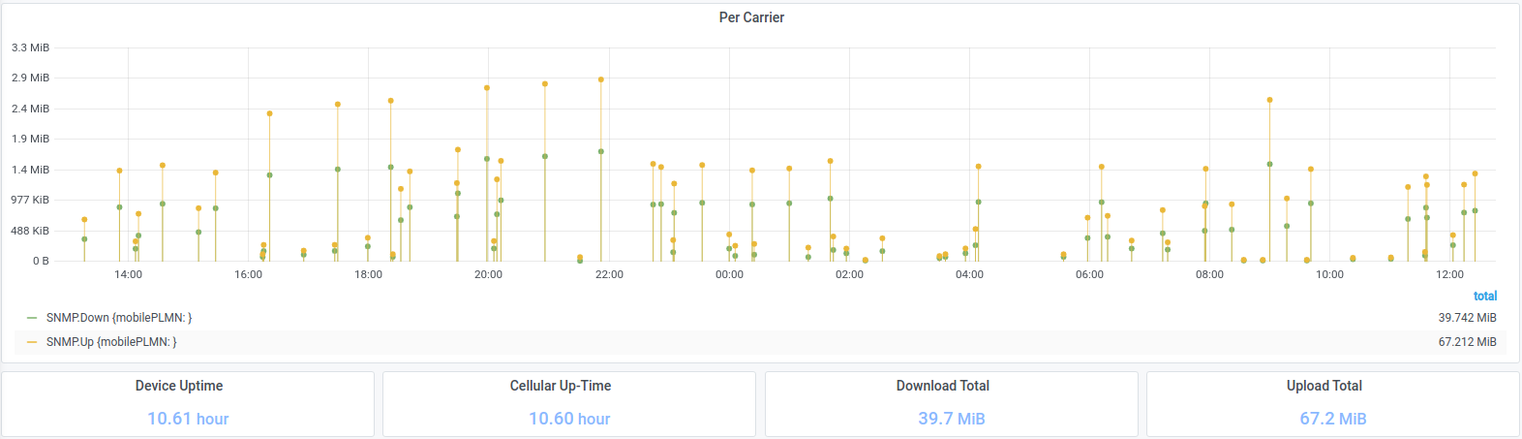 Per Carrier
3.3 MiB
2.9 MiB
2.4 MiB
1.9 MiB
1.4 MiB
977 KiB
488 KiB
0 B
14:00 16:00 18:00 20:00 22:00 00:00 02:00 04:00 06:00 08:00 10:00 12:00
total
SNMP.Down {mobilePLMN: } 39.742 MiB
SNMP.Up {mobilePLMN: } 67.212 MiB
Device Uptime Cellular Up-Time Download Total Upload Total
10.61 hour 10.60 hour 39.7 MiB 67.2 MiB